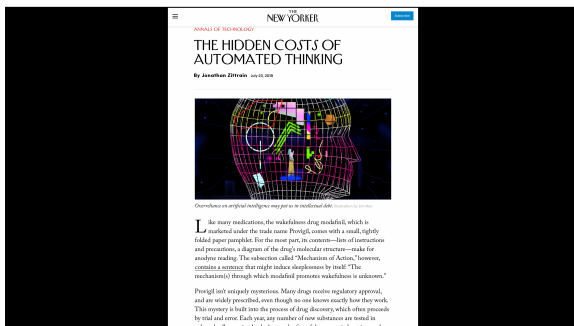 THE
NEW YORKER
Subscribe
ANNALS OF TECHNOLOGY
THE HIDDEN COSTS OF
AUTOMATED THINKING
By Jonathan Zittrain July 23, 2019
Overreliance on artificial intelligence may put us in intellectual debt.
Like many medications, the wakefulness drug modafinil, which is
marketed under the trade name Provigil, comes with a small, tightly
folded paper pamphlet. For the most part, its contents—lists of instructions
and precautions, a diagram of the drug's molecular structure—make for
anodyne reading. The subsection called "Mechanism of Action," however,
contains a sentence that might induce sleeplessness by itself: "The
mechanism(s) through which modafinil promotes wakefulness is unknown."
Provigil isn't uniquely mysterious. Many drugs receive regulatory approval,
and are widely prescribed, even though no one knows exactly how they work.
This mystery is built into the process of drug discovery, which often proceeds
by trial and error. Each year, any number of new substances are tested in